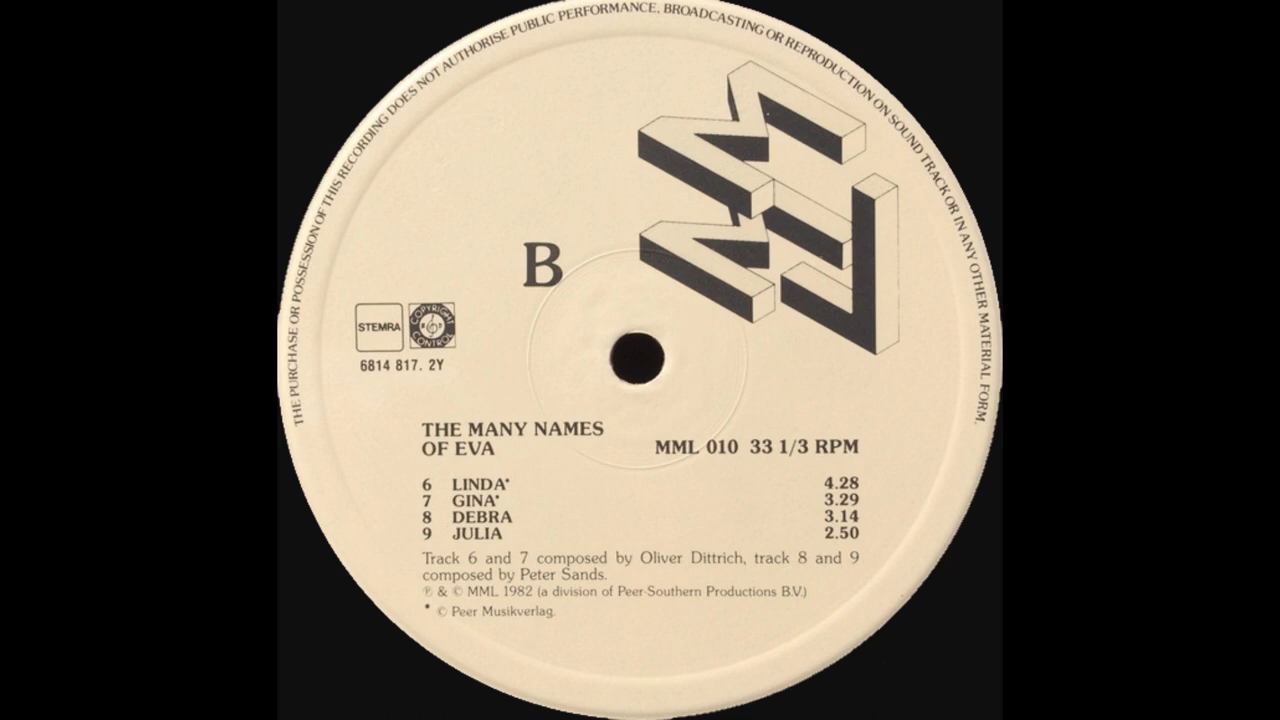 THE PURCHASE OR POSSESSION OF THIS RECORDING DOES NOT AUTHORISE PUBLIC PERFORMANCE, BROADCASTING OR REPRODUCTION ON SOUND TRACK OR IN ANY OTHER MATERIAL FORM.
MML
B
STEMRA
COPYRIGHT CONTROL
6814 817. 2Y
THE MANY NAMES
OF EVA
MML 010 33 1/3 RPM
6 LINDA* 4.28
7 GINA* 3.29
8 DEBRA 3.14
9 JULIA 2.50
Track 6 and 7 composed by Oliver Dittrich, track 8 and 9
composed by Peter Sands.
℗ & © MML 1982 (a division of Peer-Southern Productions B.V.)
* © Peer Musikverlag.